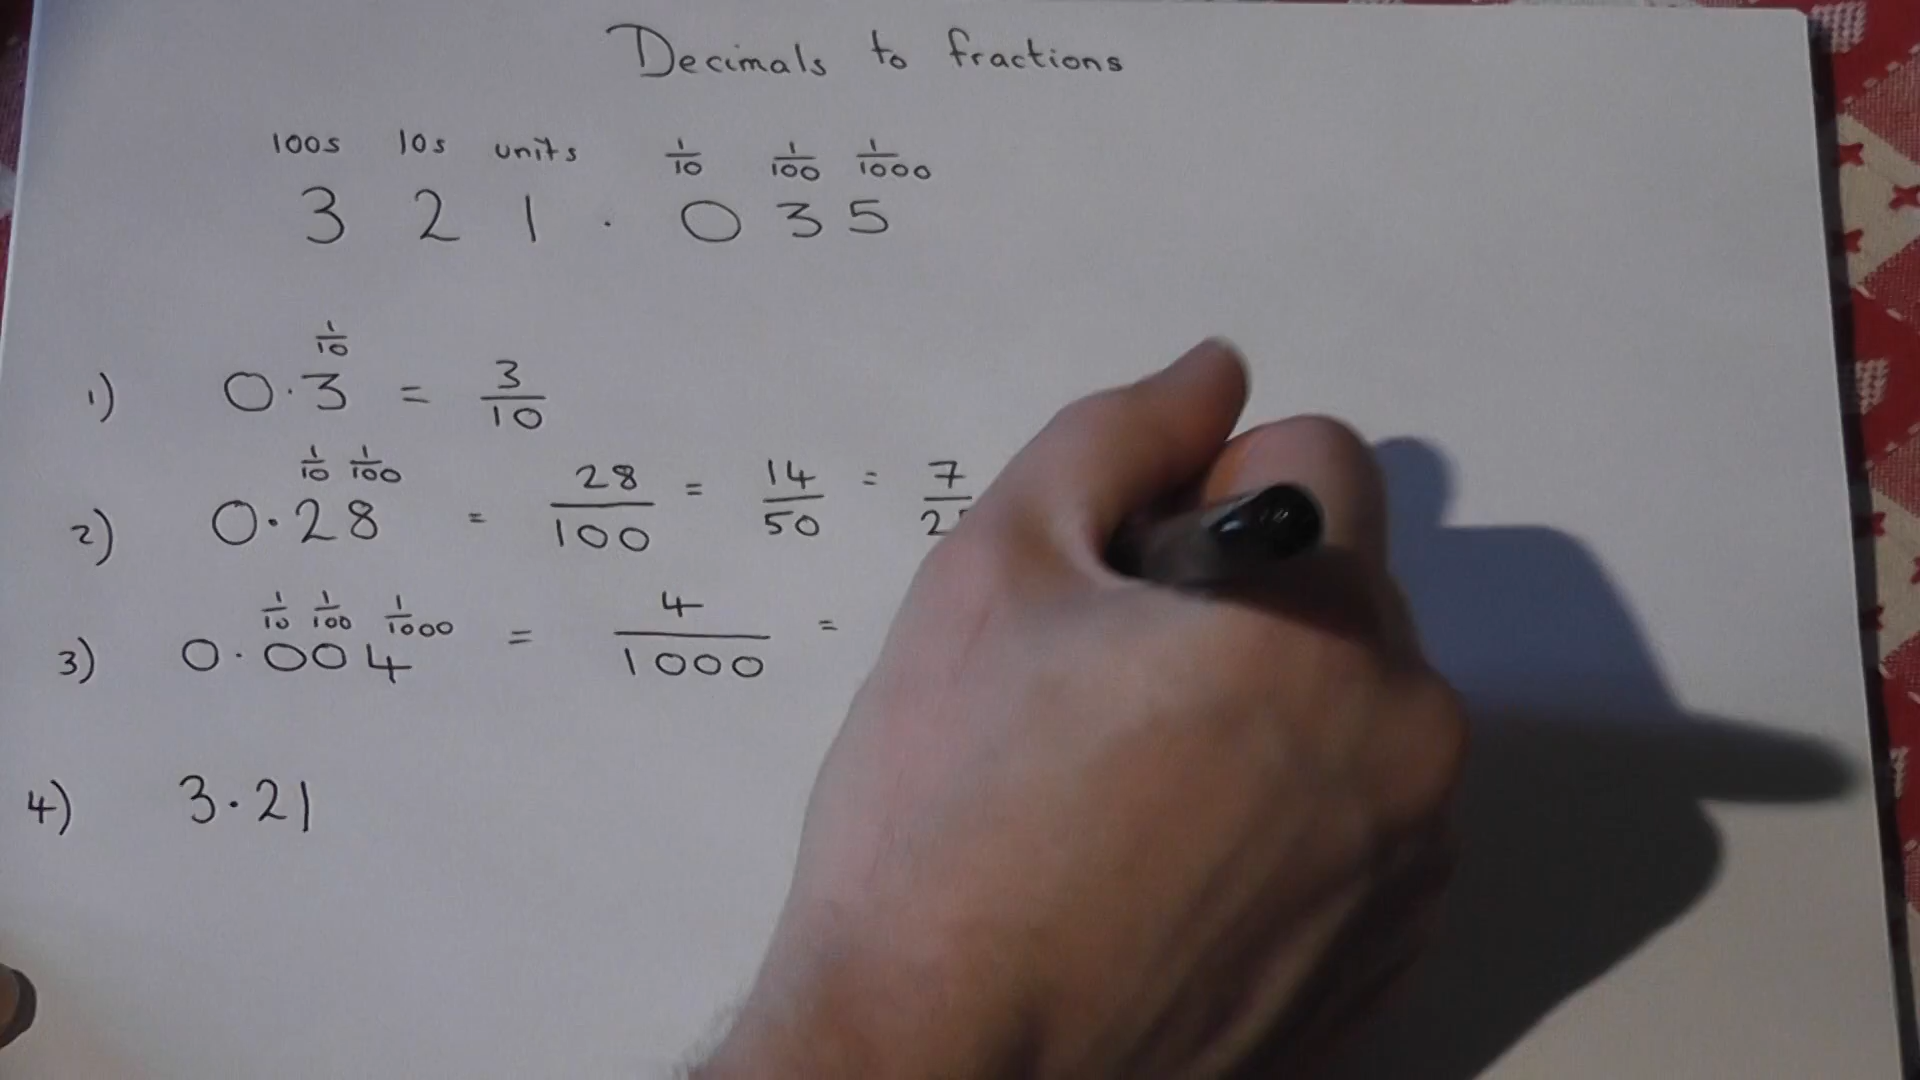 Decimals to fractions
100s 10s units 1/10 1/100 1/1000
3 2 1 . 0 3 5
1/10
1) 0.3 = 3/10
1/10 1/100
2) 0.28 = 28/100 = 14/50 = 7/
1/10 1/100 1/1000
3) 0.004 = 4/1000 =
4) 3.21